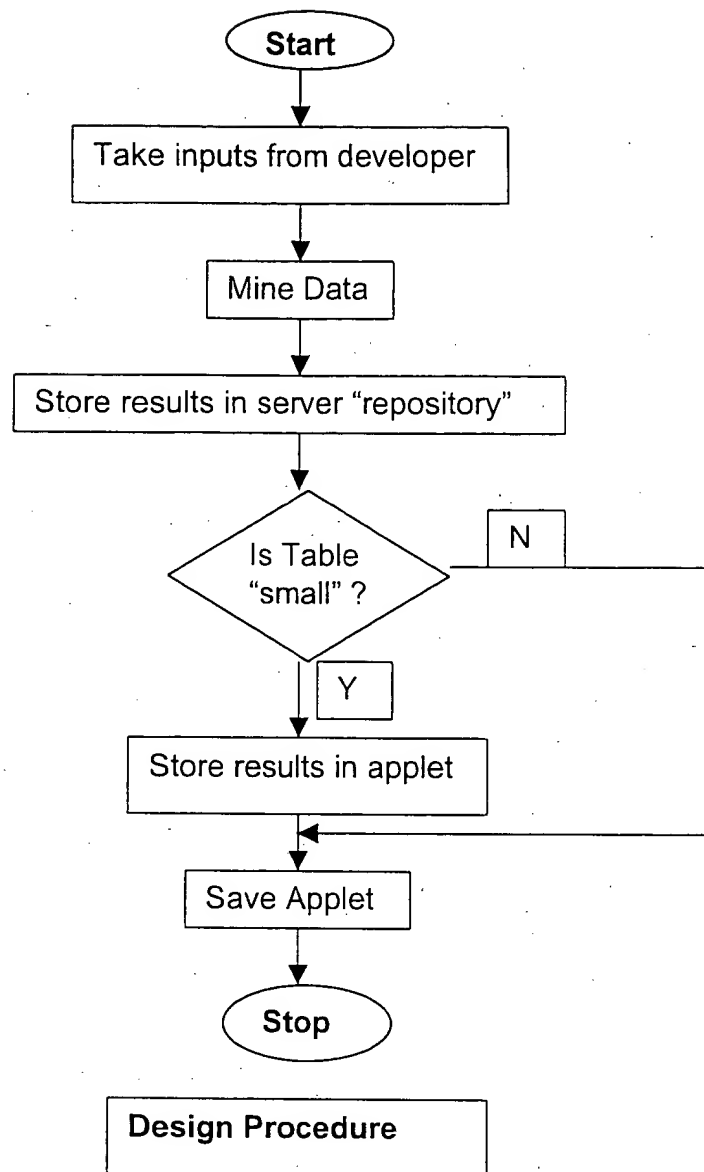 Start
Take inputs from developer
Mine Data
Store results in server “repository”
Is Table
“small” ?
N
Y
Store results in applet
Save Applet
Stop
Design Procedure